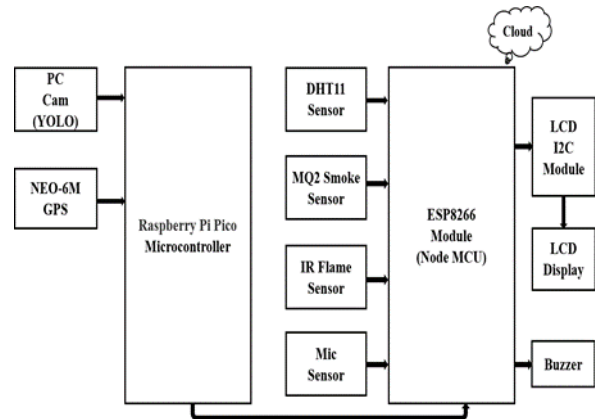 Cloud
PC
Cam
(YOLO)
NEO-6M
GPS
Raspberry Pi Pico
Microcontroller
DHT11
Sensor
MQ2 Smoke
Sensor
IR Flame
Sensor
Mic
Sensor
ESP8266
Module
(Node MCU)
LCD
I2C
Module
LCD
Display
Buzzer